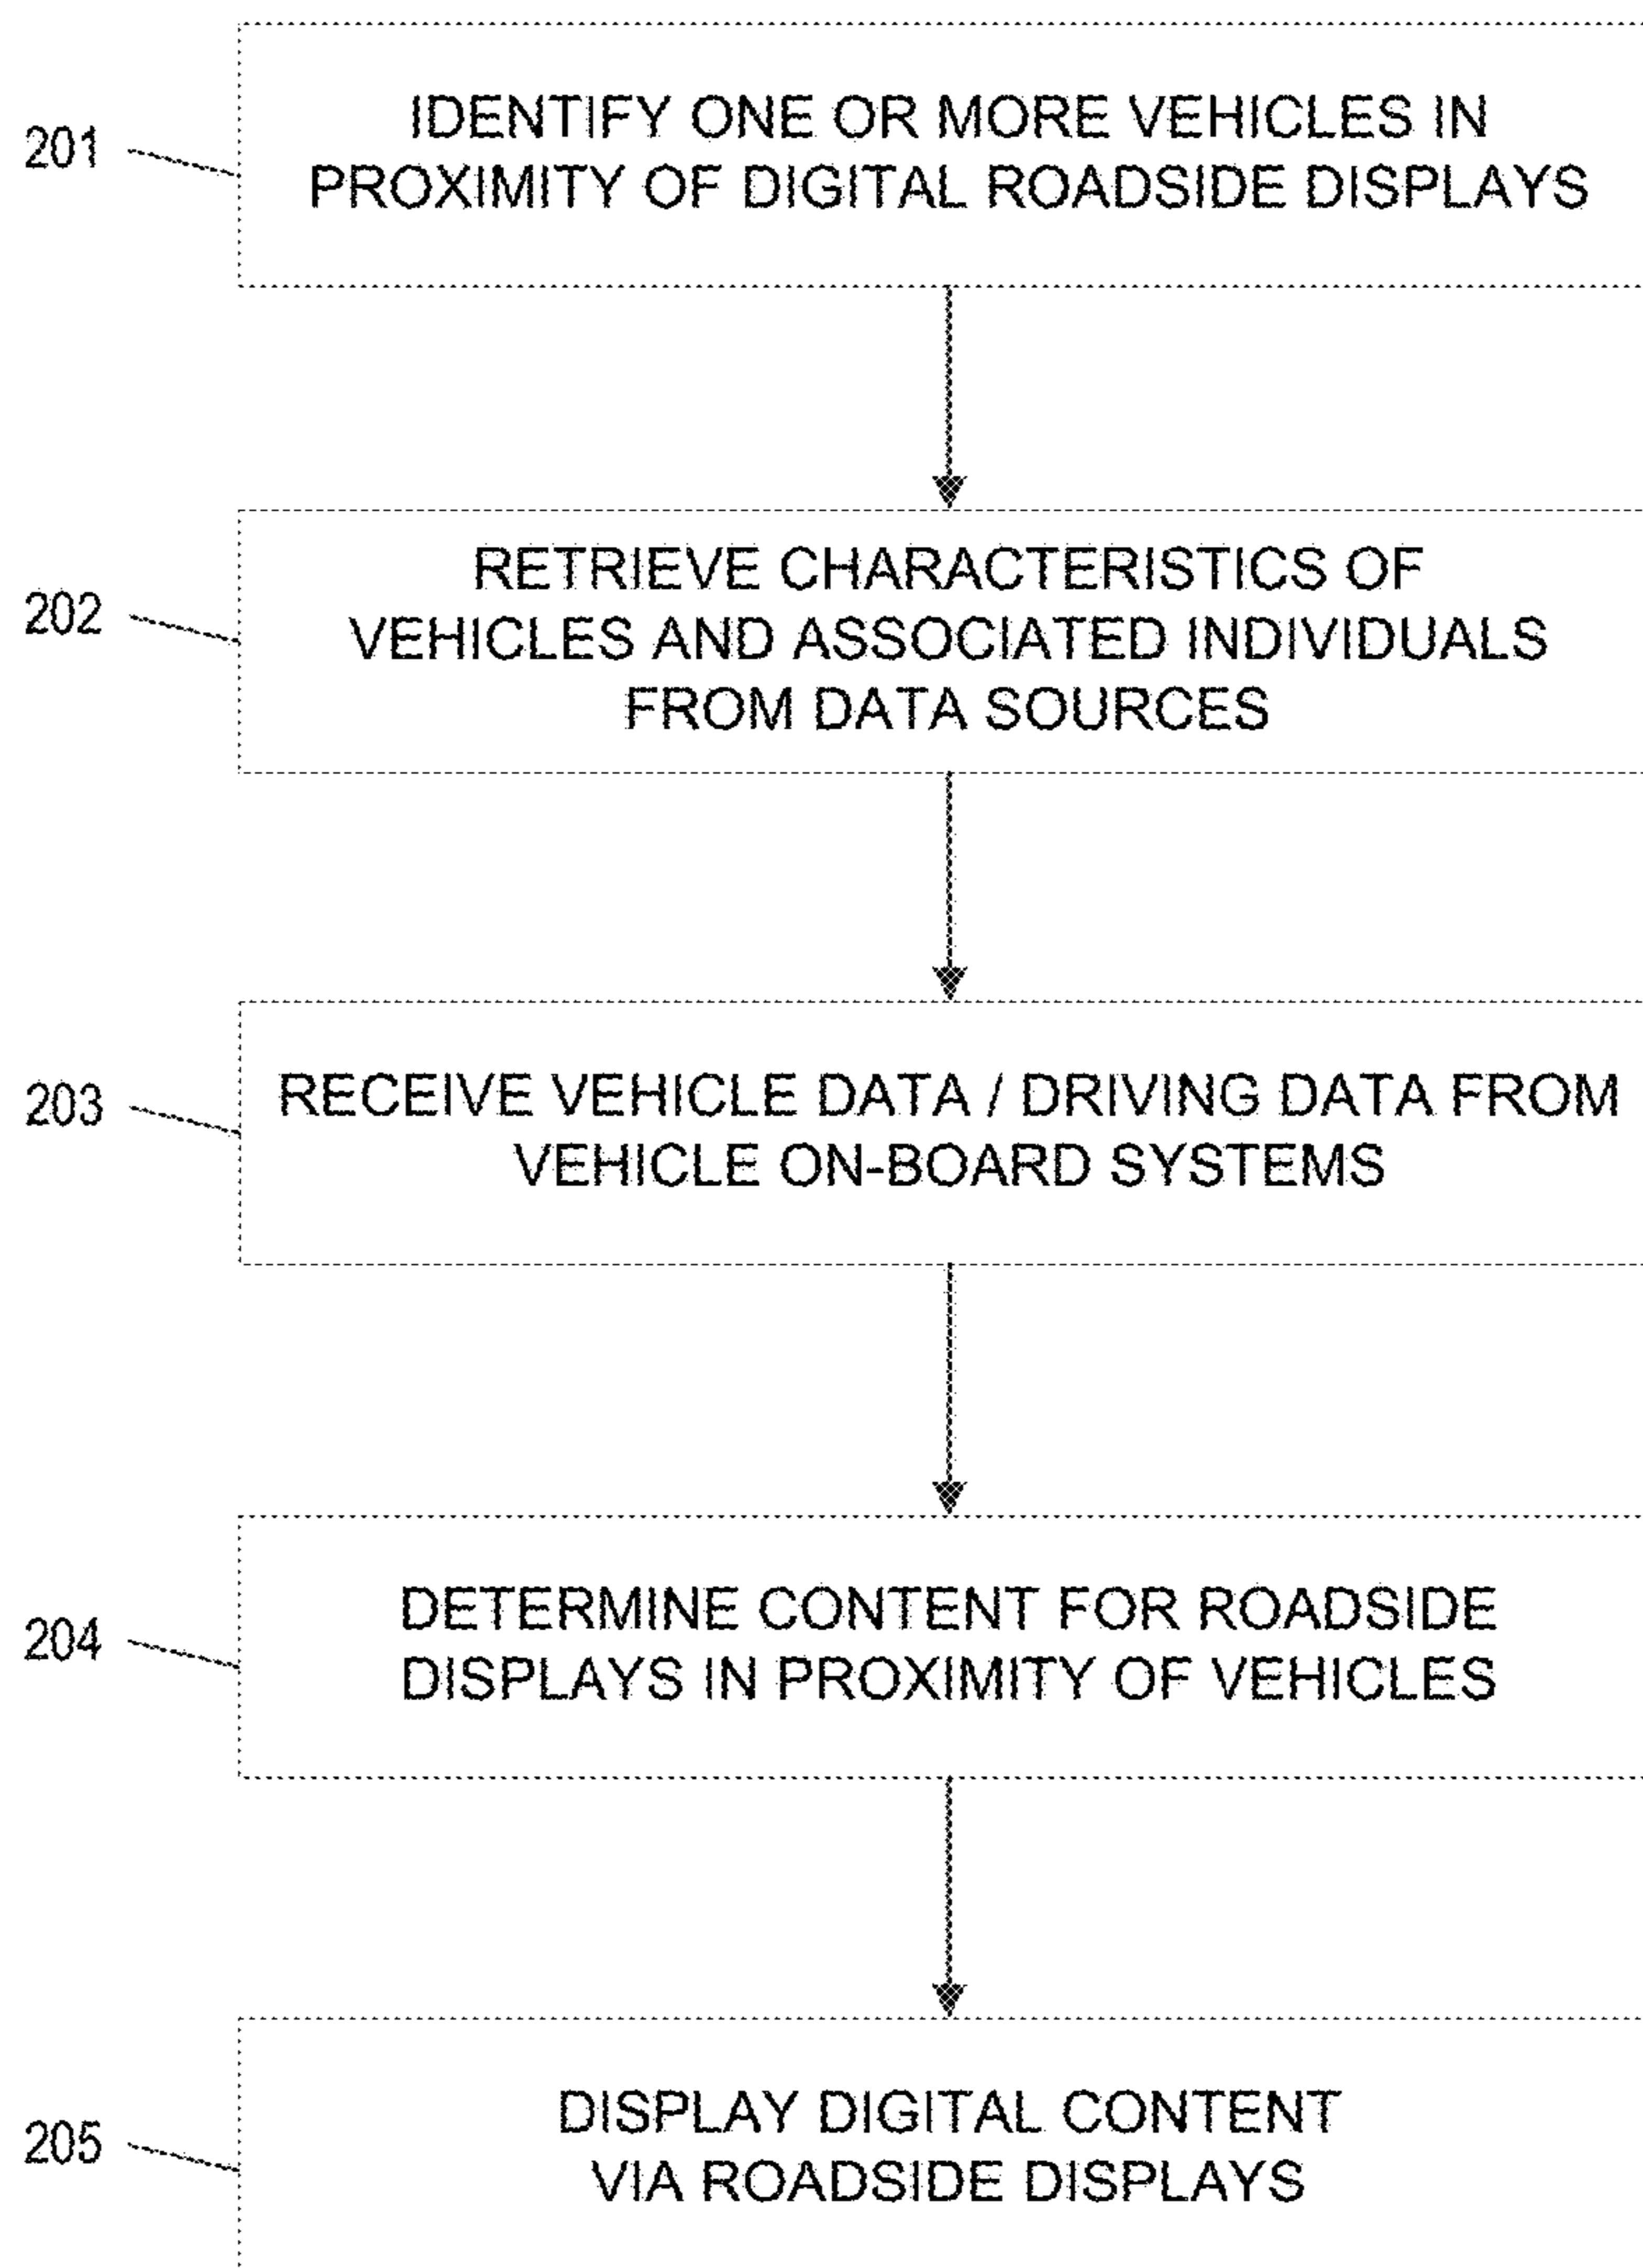 201
IDENTIFY ONE OR MORE VEHICLES IN
PROXIMITY OF DIGITAL ROADSIDE DISPLAYS
202
RETRIEVE CHARACTERISTICS OF
VEHICLES AND ASSOCIATED INDIVIDUALS
FROM DATA SOURCES
203
RECEIVE VEHICLE DATA / DRIVING DATA FROM
VEHICLE ON-BOARD SYSTEMS
204
DETERMINE CONTENT FOR ROADSIDE
DISPLAYS IN PROXIMITY OF VEHICLES
205
DISPLAY DIGITAL CONTENT
VIA ROADSIDE DISPLAYS